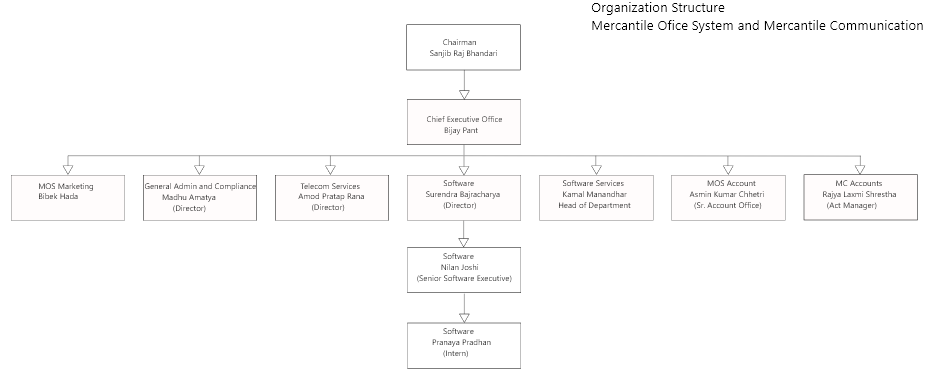 Organization Structure
Mercantile Ofice System and Mercantile Communication
Chairman
Sanjib Raj Bhandari
Chief Executive Office
Bijay Pant
MOS Marketing
Bibek Hada
General Admin and Compliance
Madhu Amatya
(Director)
Telecom Services
Amod Pratap Rana
(Director)
Software
Surendra Bajracharya
(Director)
Software Services
Kamal Manandhar
Head of Department
MOS Account
Asmin Kumar Chhetri
(Sr. Account Office)
MC Accounts
Rajya Laxmi Shrestha
(Act Manager)
Software
Nilan Joshi
(Senior Software Executive)
Software
Pranaya Pradhan
(Intern)